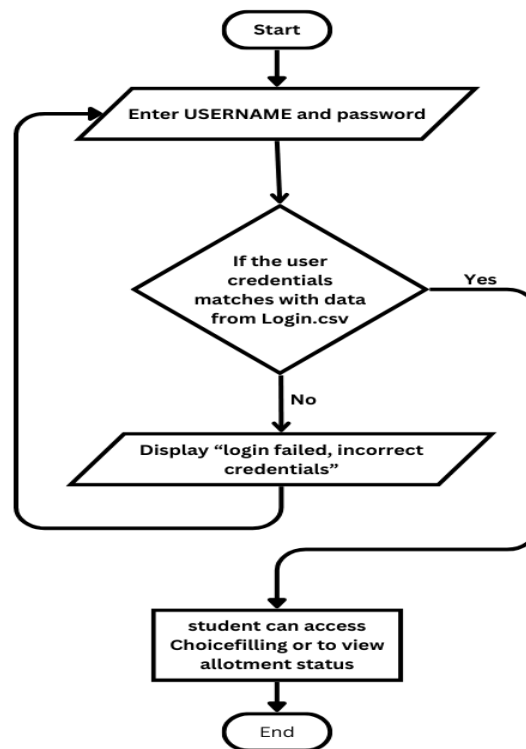 Start
Enter USERNAME and password
If the user
credentials
matches with data
from Login.csv
Yes
No
Display “login failed, incorrect
credentials”
student can access
Choicefilling or to view
allotment status
End